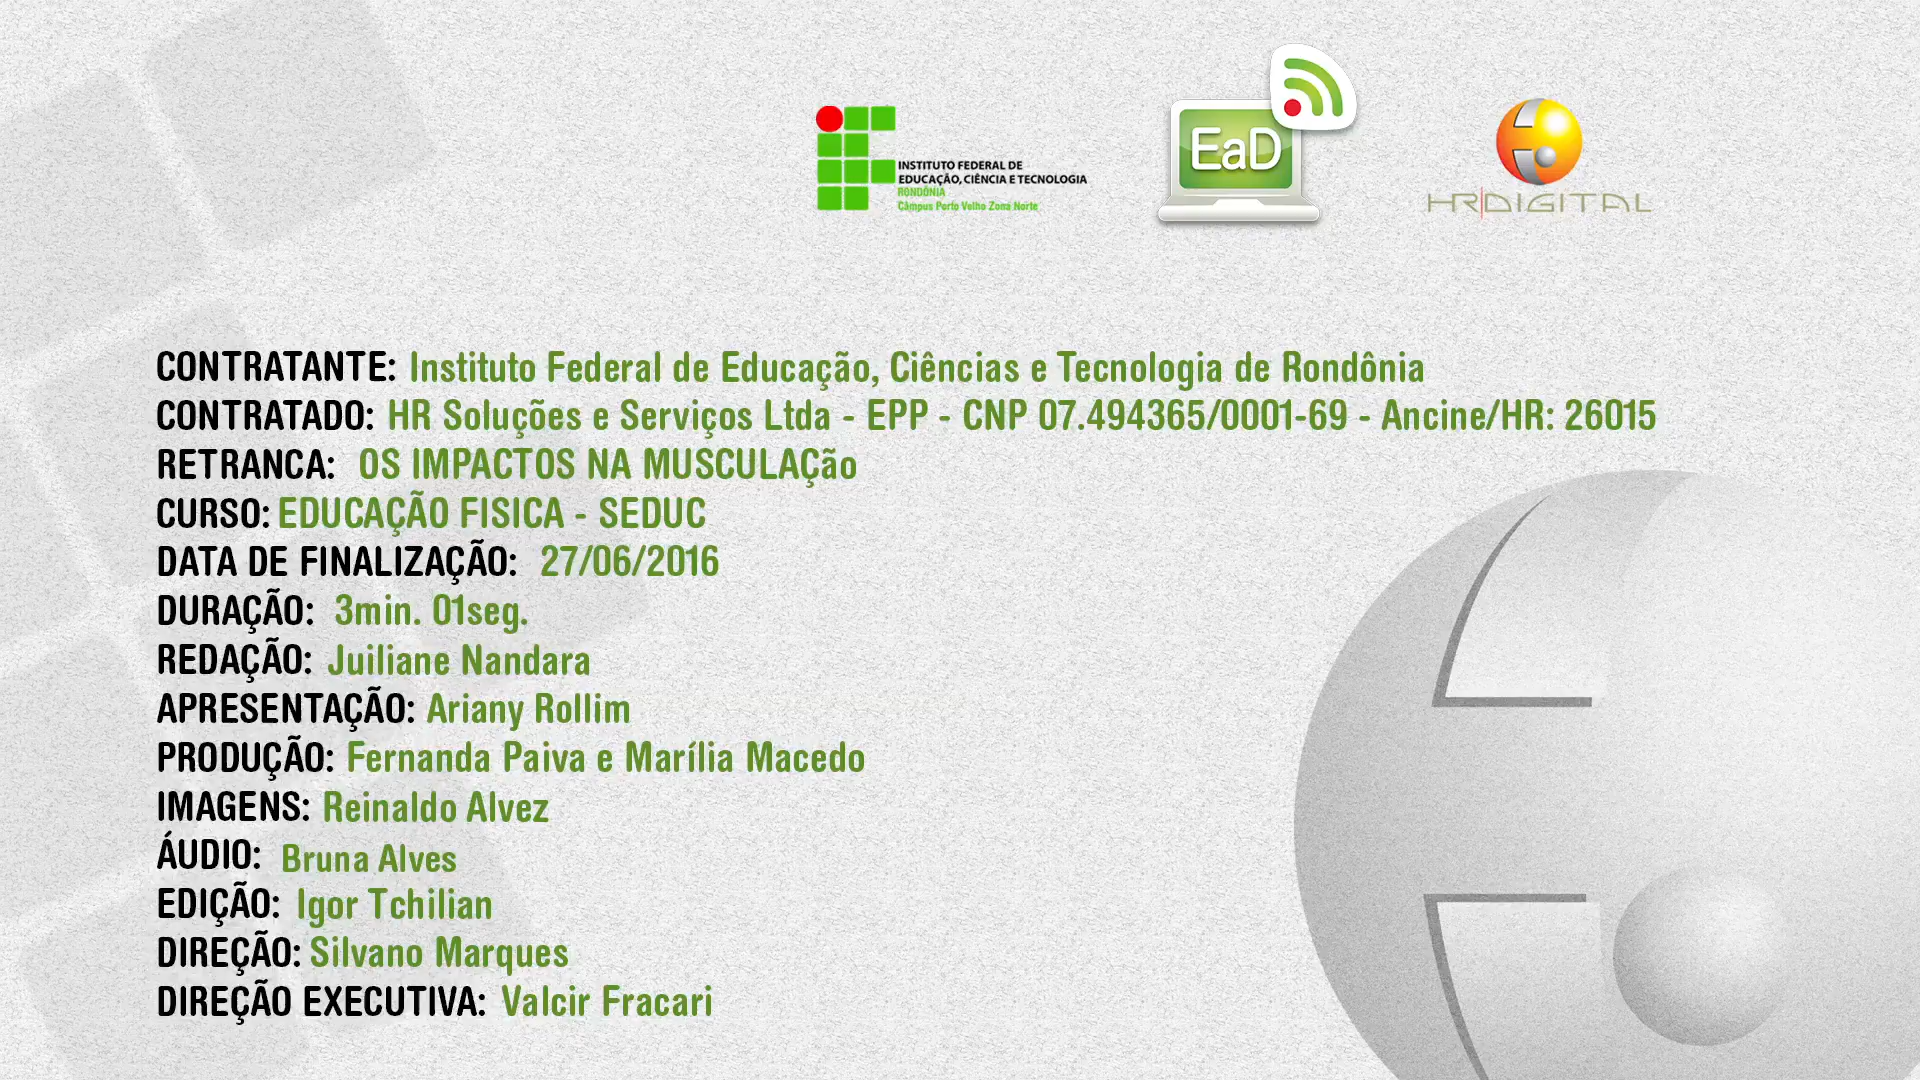 INSTITUTO FEDERAL DE
EDUCAÇÃO, CIÊNCIA E TECNOLOGIA
RONDÔNIA
Câmpus Porto Velho Zona Norte
EaD
HR DIGITAL
CONTRATANTE: Instituto Federal de Educação, Ciências e Tecnologia de Rondônia
CONTRATADO: HR Soluções e Serviços Ltda - EPP - CNP 07.494365/0001-69 - Ancine/HR: 26015
RETRANCA: OS IMPACTOS NA MUSCULAÇão
CURSO: EDUCAÇÃO FISICA - SEDUC
DATA DE FINALIZAÇÃO: 27/06/2016
DURAÇÃO: 3min. 01seg.
REDAÇÃO: Juiliane Nandara
APRESENTAÇÃO: Ariany Rollim
PRODUÇÃO: Fernanda Paiva e Marília Macedo
IMAGENS: Reinaldo Alvez
ÁUDIO: Bruna Alves
EDIÇÃO: Igor Tchilian
DIREÇÃO: Silvano Marques
DIREÇÃO EXECUTIVA: Valcir Fracari